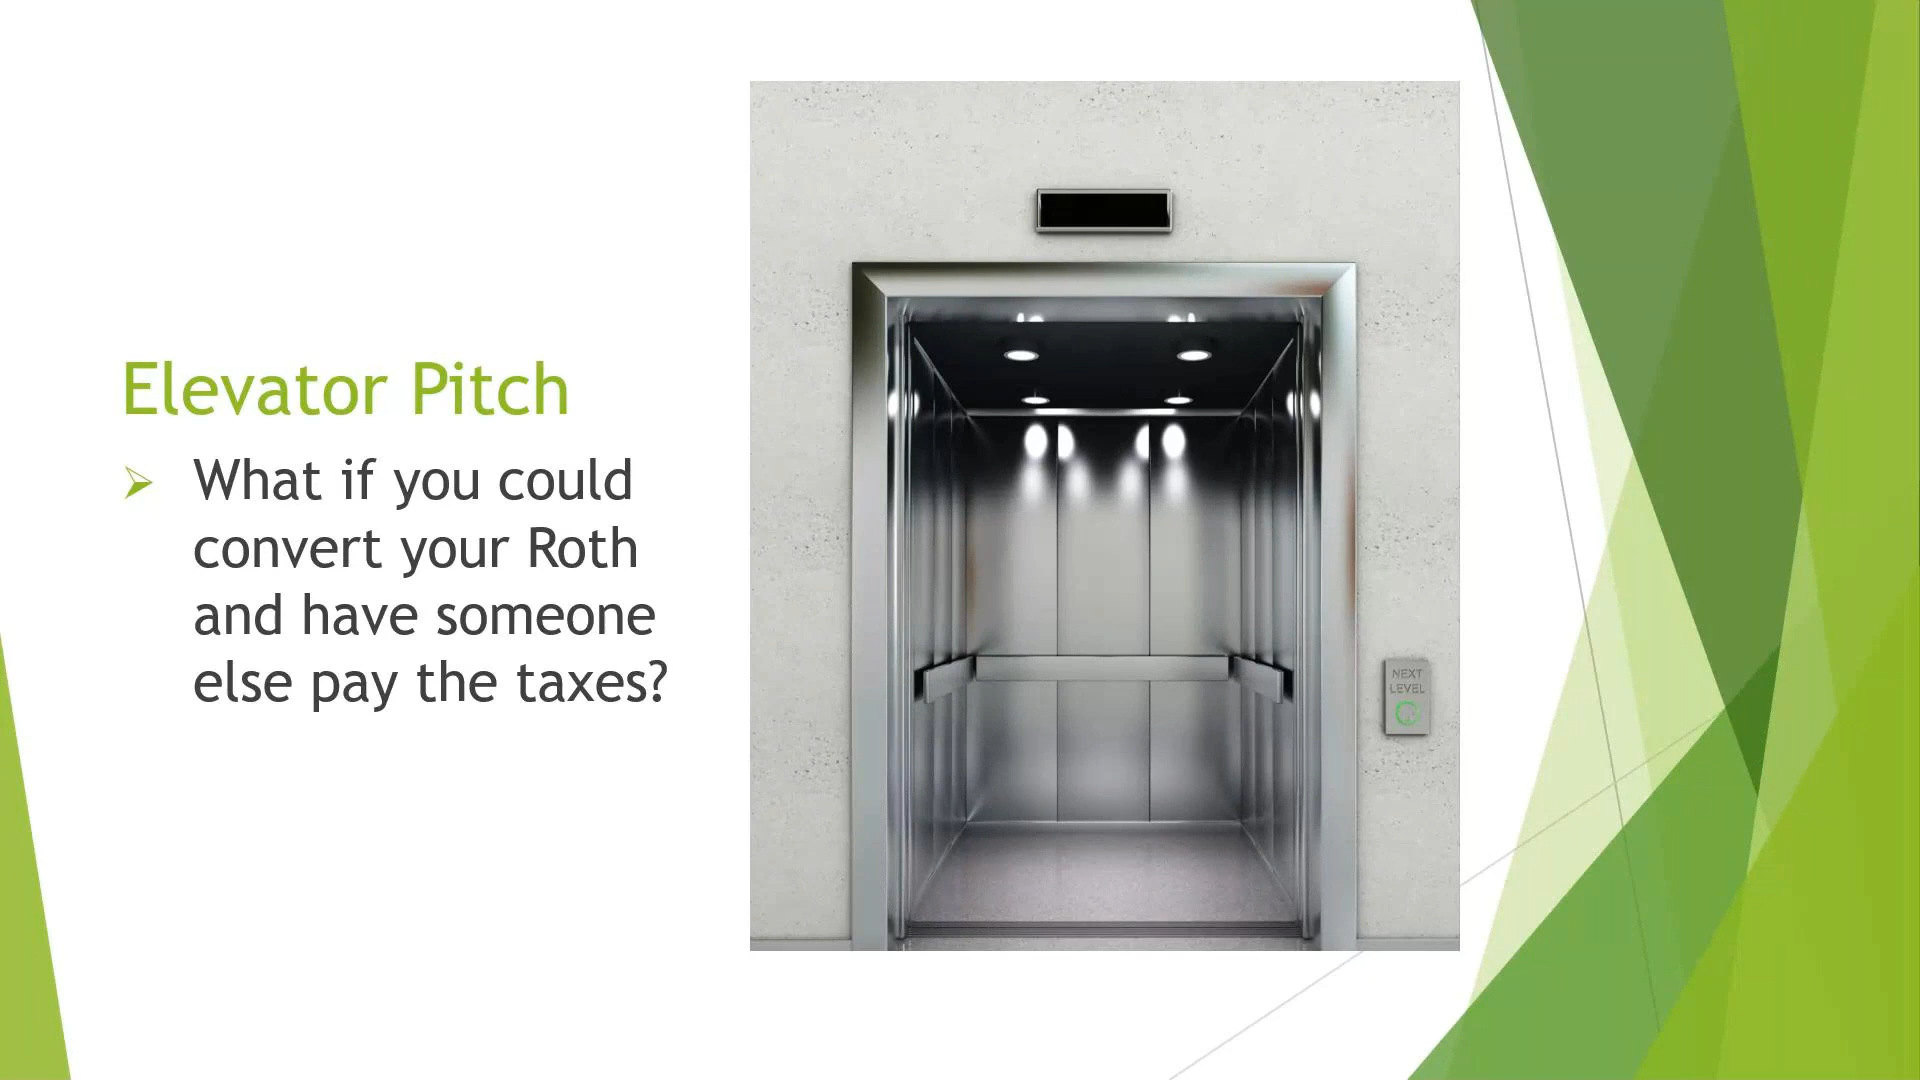 Elevator Pitch
What if you could
convert your Roth
and have someone
else pay the taxes?
NEXT
LEVEL